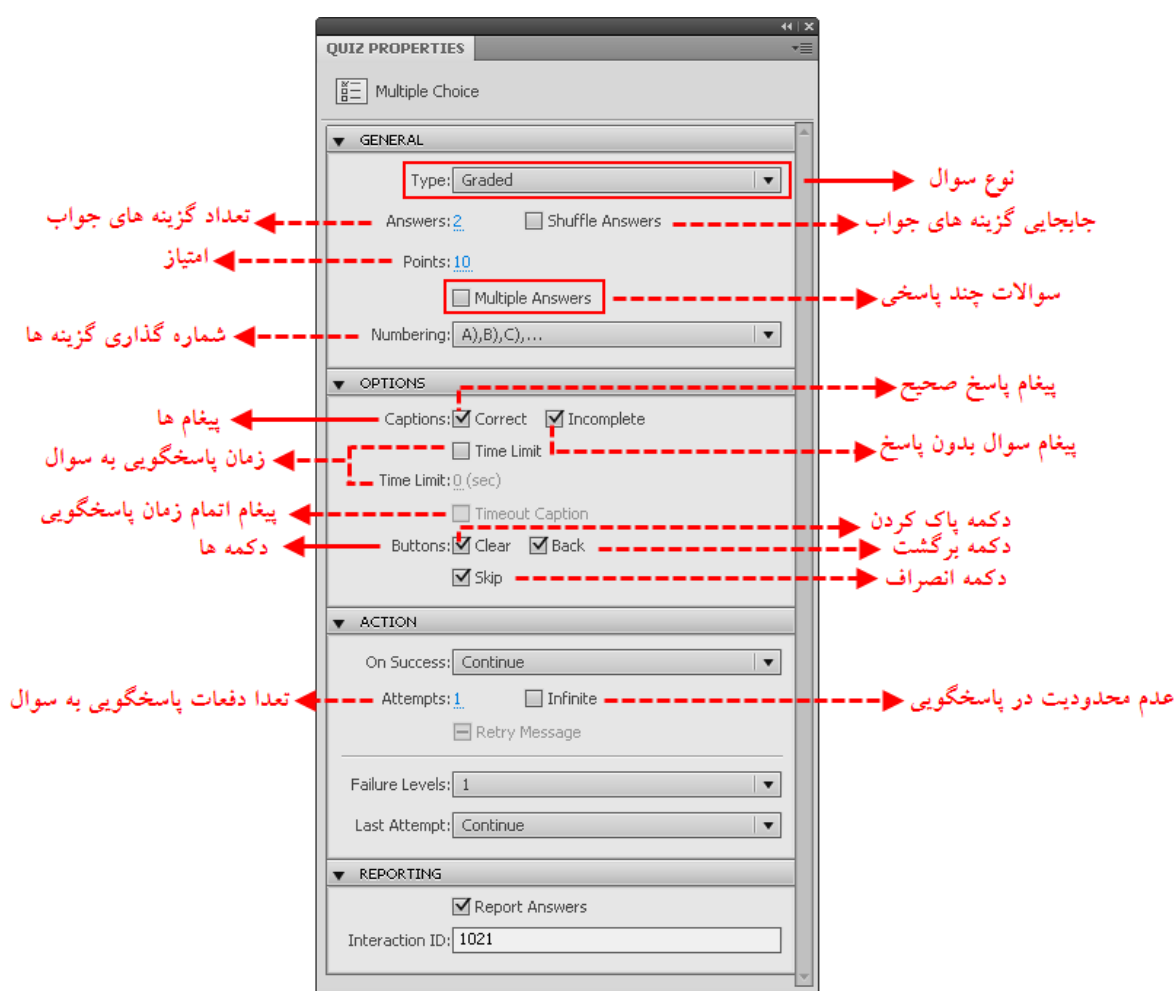 QUIZ PROPERTIES
Multiple Choice
GENERAL
Type: Graded
نوع سوال
تعداد گزینه های جواب
Answers: 2
Shuffle Answers
جابجایی گزینه های جواب
امتیاز
Points: 10
Multiple Answers
سوالات چند پاسخی
شماره گذاری گزینه ها
Numbering: A),B),C),...
OPTIONS
پیغام پاسخ صحیح
پیغام ها
Captions: Correct Incomplete
پیغام سوال بدون پاسخ
Time Limit
زمان پاسخگویی به سوال
Time Limit: 0 (sec)
پیغام اتمام زمان پاسخگویی
Timeout Caption
دکمه پاک کردن
دکمه ها
Buttons: Clear Back
دکمه برگشت
Skip
دکمه انصراف
ACTION
On Success: Continue
تعدا دفعات پاسخگویی به سوال
Attempts: 1
Infinite
عدم محدودیت در پاسخگویی
Retry Message
Failure Levels: 1
Last Attempt: Continue
REPORTING
Report Answers
Interaction ID: 1021